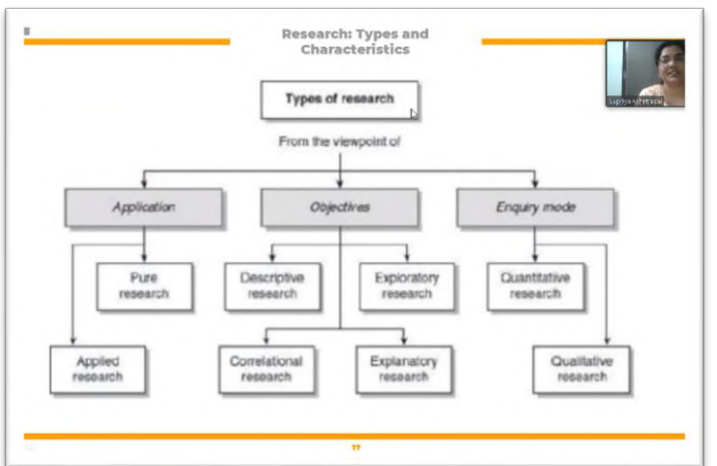 Research: Types and
Characteristics
Types of research
From the viewpoint of
Application
Objectives
Enquiry mode
Pure
research
Descriptive
research
Exploratory
research
Quantitative
research
Applied
research
Correlational
research
Explanatory
research
Qualitative
research